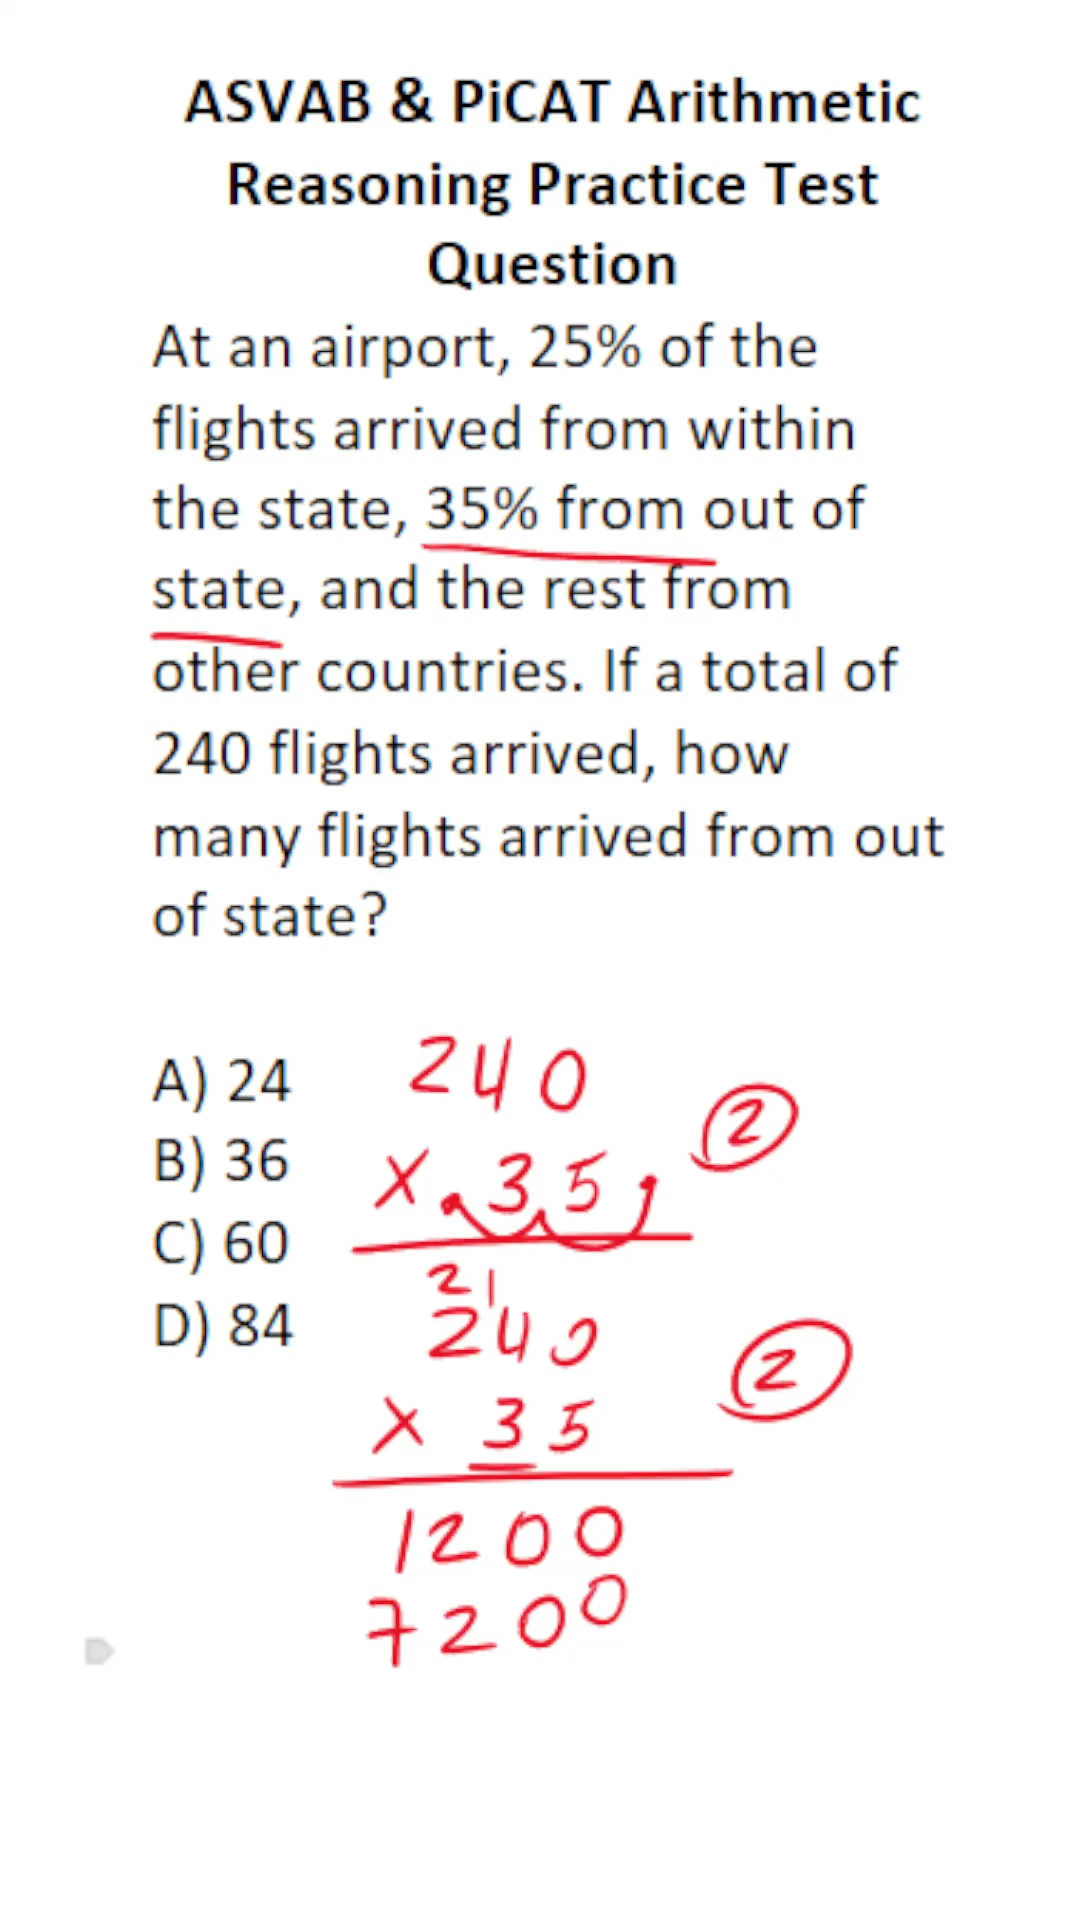 ASVAB & PiCAT Arithmetic
Reasoning Practice Test
Question
At an airport, 25% of the
flights arrived from within
the state, 35% from out of
state, and the rest from
other countries. If a total of
240 flights arrived, how
many flights arrived from out
of state?
A) 24
B) 36
C) 60
D) 84
240
2
X.35.
21
240
2
X 35
1200
7200